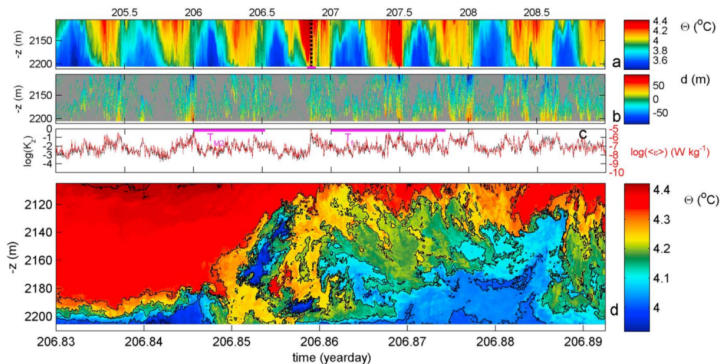 205.5 206 206.5 207 207.5 208 208.5
-z (m)
2150
2200
a
4.4
4.2
4
3.8
3.6
Θ (°C)
-z (m)
2150
2200
b
50
0
-50
d (m)
log(K_z)
0
-1
-2
-3
c
-5
-6
-7
-8
-9
-10
log(<ε>) (W kg⁻¹)
-z (m)
2120
2140
2160
2180
2200
d
4.4
4.3
4.2
4.1
4
Θ (°C)
206.83 206.84 206.85 206.86 206.87 206.88 206.89
time (yearday)